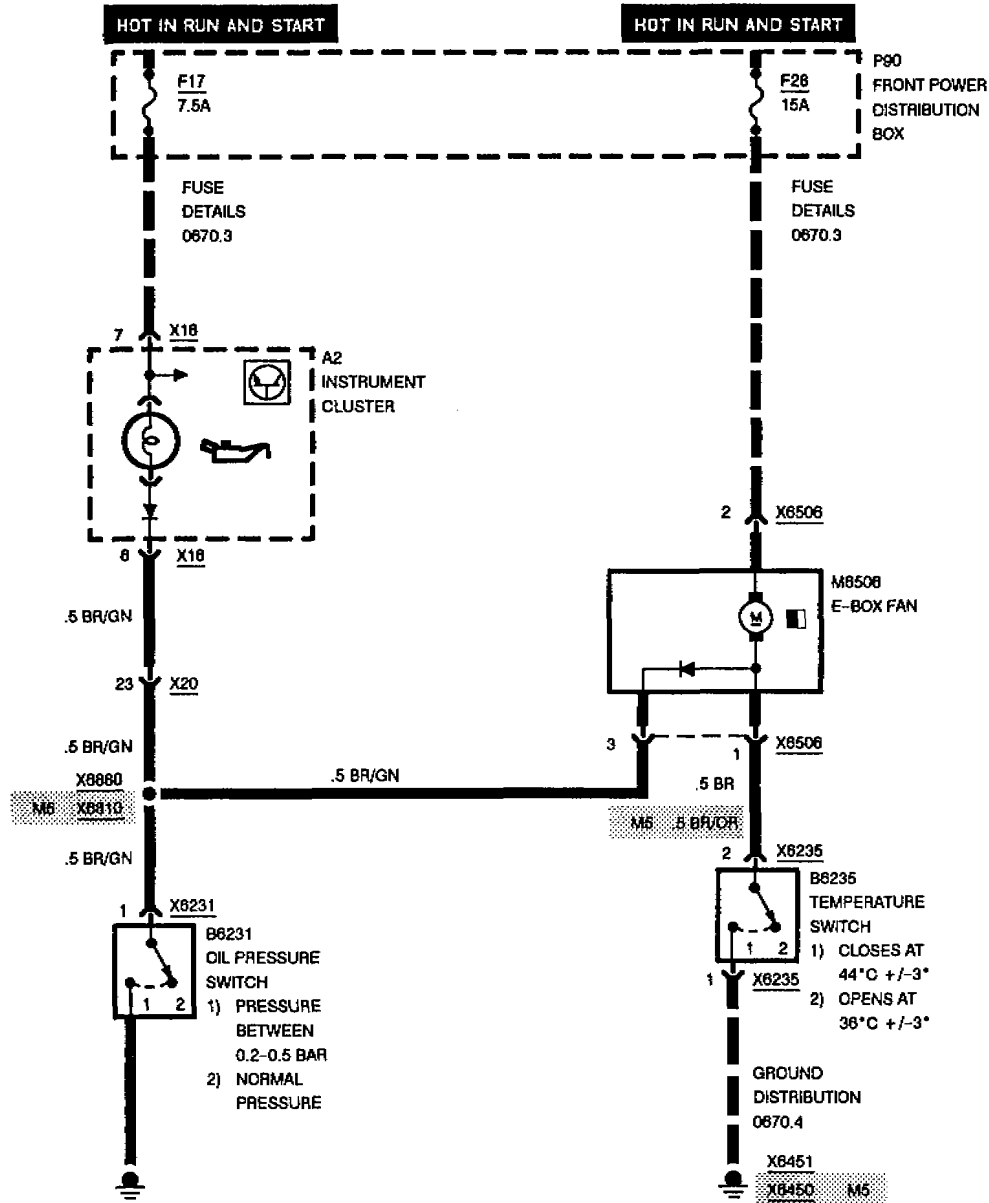 HOT IN RUN AND START
HOT IN RUN AND START
F17
7.5A
F26
15A
P90
FRONT POWER
DISTRIBUTION
BOX
FUSE
DETAILS
0670.3
FUSE
DETAILS
0670.3
7 X16
A2
INSTRUMENT
CLUSTER
6 X16
2 X6506
M6506
E-BOX FAN
M
.5 BR/GN
23 X20
.5 BR/GN
3
1 X6506
X6860
M5 X6810
.5 BR/GN
.5 BR
M5 .5 BR/OR
.5 BR/GN
2 X6235
1 X6231
B6235
TEMPERATURE
SWITCH
1) CLOSES AT
44°C +/-3°
2) OPENS AT
36°C +/-3°
1 2
1 X6235
B6231
OIL PRESSURE
SWITCH
1) PRESSURE
BETWEEN
0.2-0.5 BAR
2) NORMAL
PRESSURE
1 2
GROUND
DISTRIBUTION
0670.4
X6451
X6450 M5